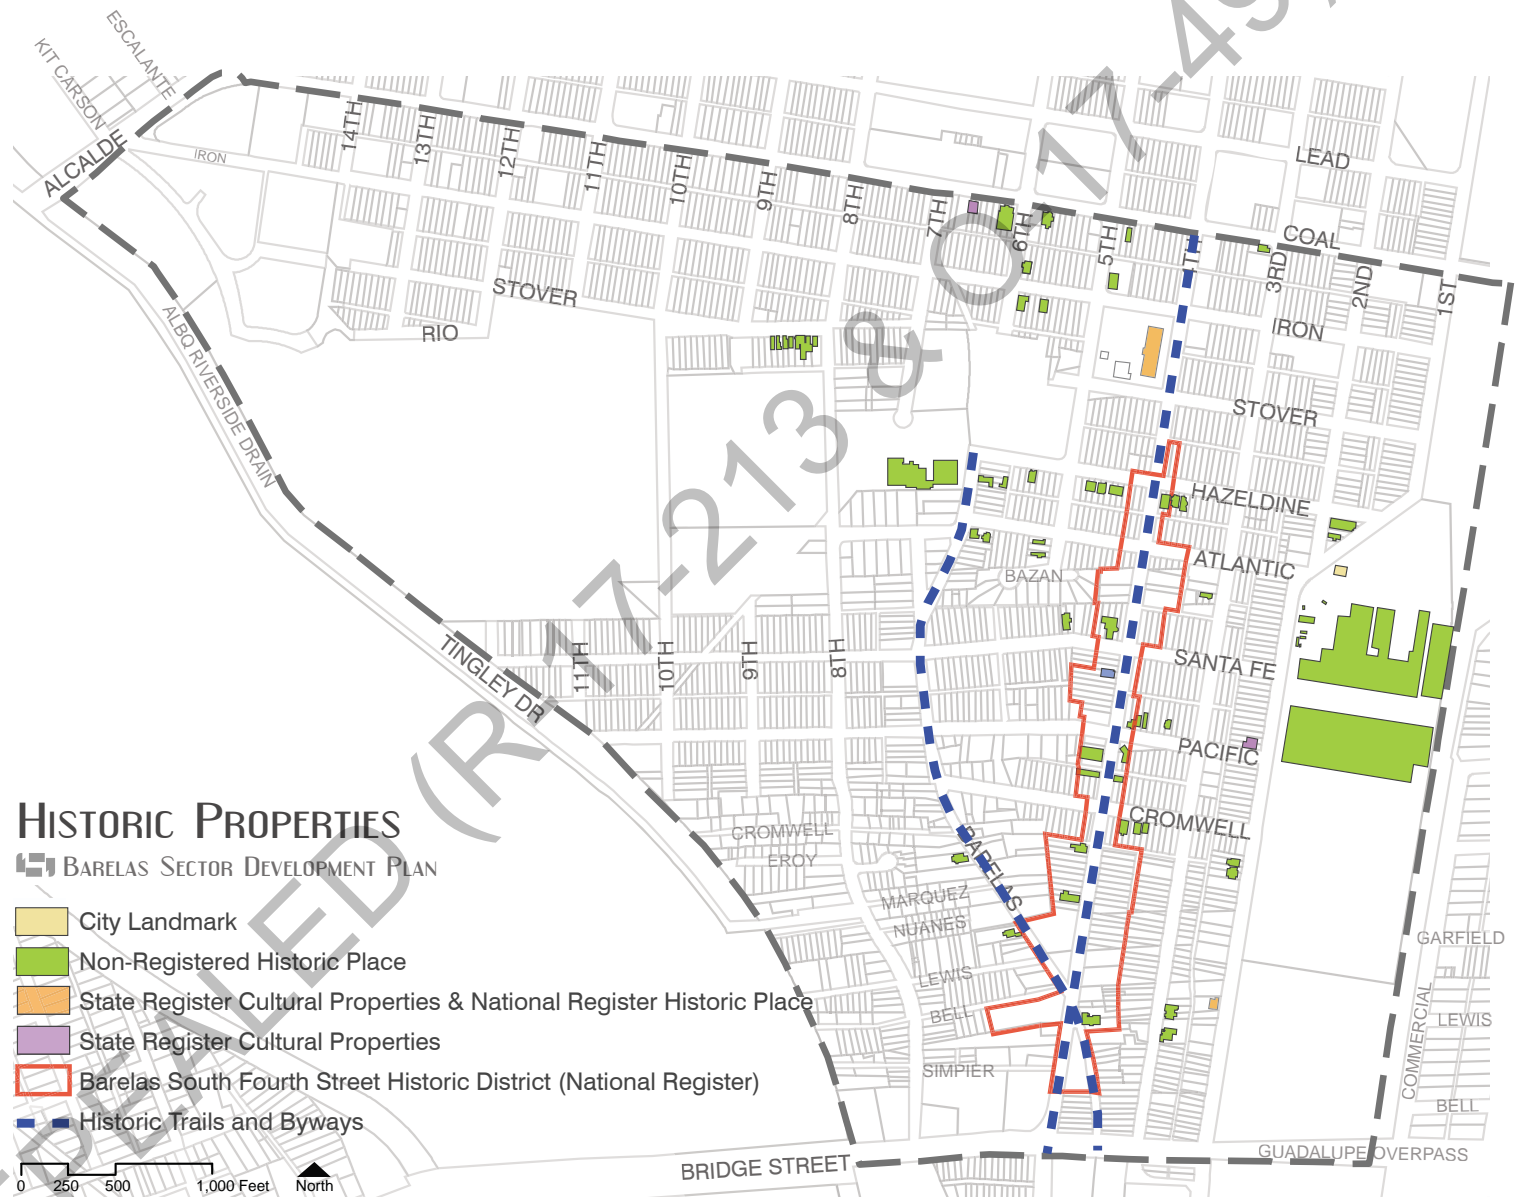 ESCALANTE
KIT CARSON
ALCALDE
IRON
14TH
13TH
12TH
11TH
10TH
9TH
8TH
7TH
6TH
5TH
4TH
3RD
2ND
1ST
LEAD
COAL
STOVER
RIO
IRON
STOVER
ALBQ RIVERSIDE DRAIN
HAZELDINE
ATLANTIC
BAZAN
SANTA FE
11TH
10TH
9TH
8TH
TINGLEY DR
PACIFIC
CROMWELL
CROMWELL
EROY
BARELAS
MARQUEZ
NUANES
LEWIS
BELL
SIMPIER
GARFIELD
LEWIS
COMMERCIAL
BELL
GUADALUPE OVERPASS
BRIDGE STREET
HISTORIC PROPERTIES
BARELAS SECTOR DEVELOPMENT PLAN
City Landmark
Non-Registered Historic Place
State Register Cultural Properties & National Register Historic Place
State Register Cultural Properties
Barelas South Fourth Street Historic District (National Register)
Historic Trails and Byways
0 250 500 1,000 Feet North
EPEALED (R-17-213 & O-17-49)